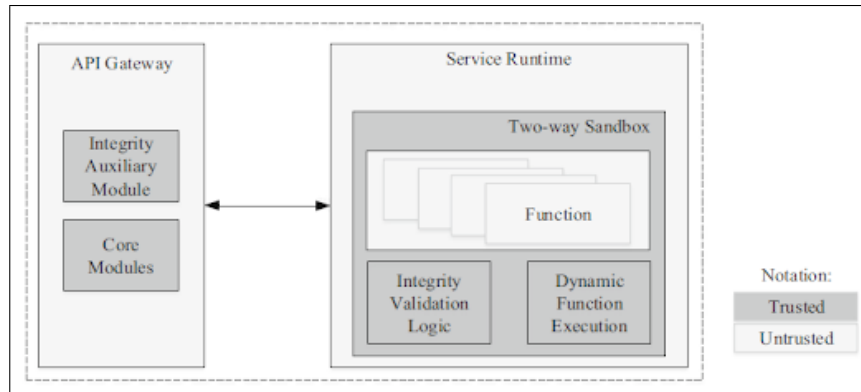 API Gateway
Integrity
Auxiliary
Module
Core
Modules
Service Runtime
Two-way Sandbox
Function
Integrity
Validation
Logic
Dynamic
Function
Execution
Notation:
Trusted
Untrusted